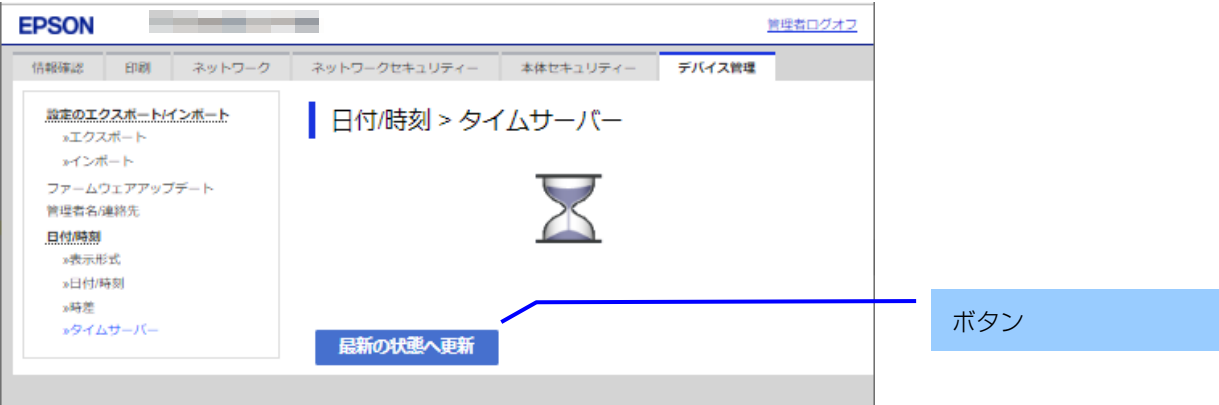 EPSON
管理者ログオフ
情報確認 印刷 ネットワーク ネットワークセキュリティー 本体セキュリティー デバイス管理
設定のエクスポート/インポート
»エクスポート
»インポート
ファームウェアアップデート
管理者名/連絡先
日付/時刻
»表示形式
»日付/時刻
»時差
»タイムサーバー
日付/時刻 > タイムサーバー
最新の状態へ更新
ボタン